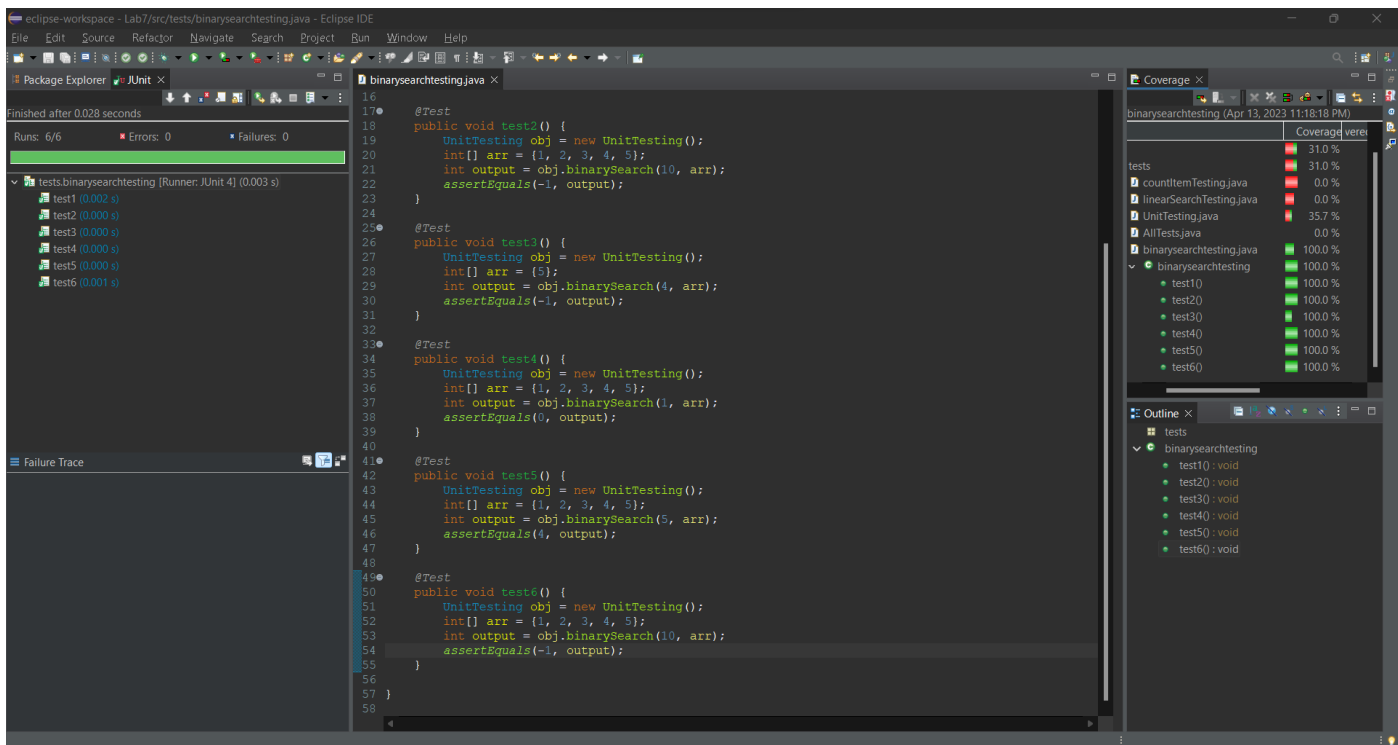 eclipse-workspace - Lab7/src/tests/binarysearchtesting.java - Eclipse IDE
File Edit Source Refactor Navigate Search Project Run Window Help
Package Explorer JUnit
Finished after 0.028 seconds
Runs: 6/6 Errors: 0 Failures: 0
tests.binarysearchtesting [Runner: JUnit 4] (0.003 s)
test1 (0.002 s)
test2 (0.000 s)
test3 (0.000 s)
test4 (0.000 s)
test5 (0.000 s)
test6 (0.001 s)
Failure Trace
binarysearchtesting.java
16
17 @Test
18 public void test2() {
19 UnitTesting obj = new UnitTesting();
20 int[] arr = {1, 2, 3, 4, 5};
21 int output = obj.binarySearch(10, arr);
22 assertEquals(-1, output);
23 }
24
25 @Test
26 public void test3() {
27 UnitTesting obj = new UnitTesting();
28 int[] arr = {5};
29 int output = obj.binarySearch(4, arr);
30 assertEquals(-1, output);
31 }
32
33 @Test
34 public void test4() {
35 UnitTesting obj = new UnitTesting();
36 int[] arr = {1, 2, 3, 4, 5};
37 int output = obj.binarySearch(1, arr);
38 assertEquals(0, output);
39 }
40
41 @Test
42 public void test5() {
43 UnitTesting obj = new UnitTesting();
44 int[] arr = {1, 2, 3, 4, 5};
45 int output = obj.binarySearch(5, arr);
46 assertEquals(4, output);
47 }
48
49 @Test
50 public void test6() {
51 UnitTesting obj = new UnitTesting();
52 int[] arr = {1, 2, 3, 4, 5};
53 int output = obj.binarySearch(10, arr);
54 assertEquals(-1, output);
55 }
56
57 }
58
Coverage
binarysearchtesting (Apr 13, 2023 11:18:18 PM)
Coverage vered
31.0 %
tests 31.0 %
countItemTesting.java 0.0 %
linearSearchTesting.java 0.0 %
UnitTesting.java 35.7 %
AllTests.java 0.0 %
binarysearchtesting.java 100.0 %
binarysearchtesting 100.0 %
test1() 100.0 %
test2() 100.0 %
test3() 100.0 %
test4() 100.0 %
test5() 100.0 %
test6() 100.0 %
Outline
tests
binarysearchtesting
test1() : void
test2() : void
test3() : void
test4() : void
test5() : void
test6() : void